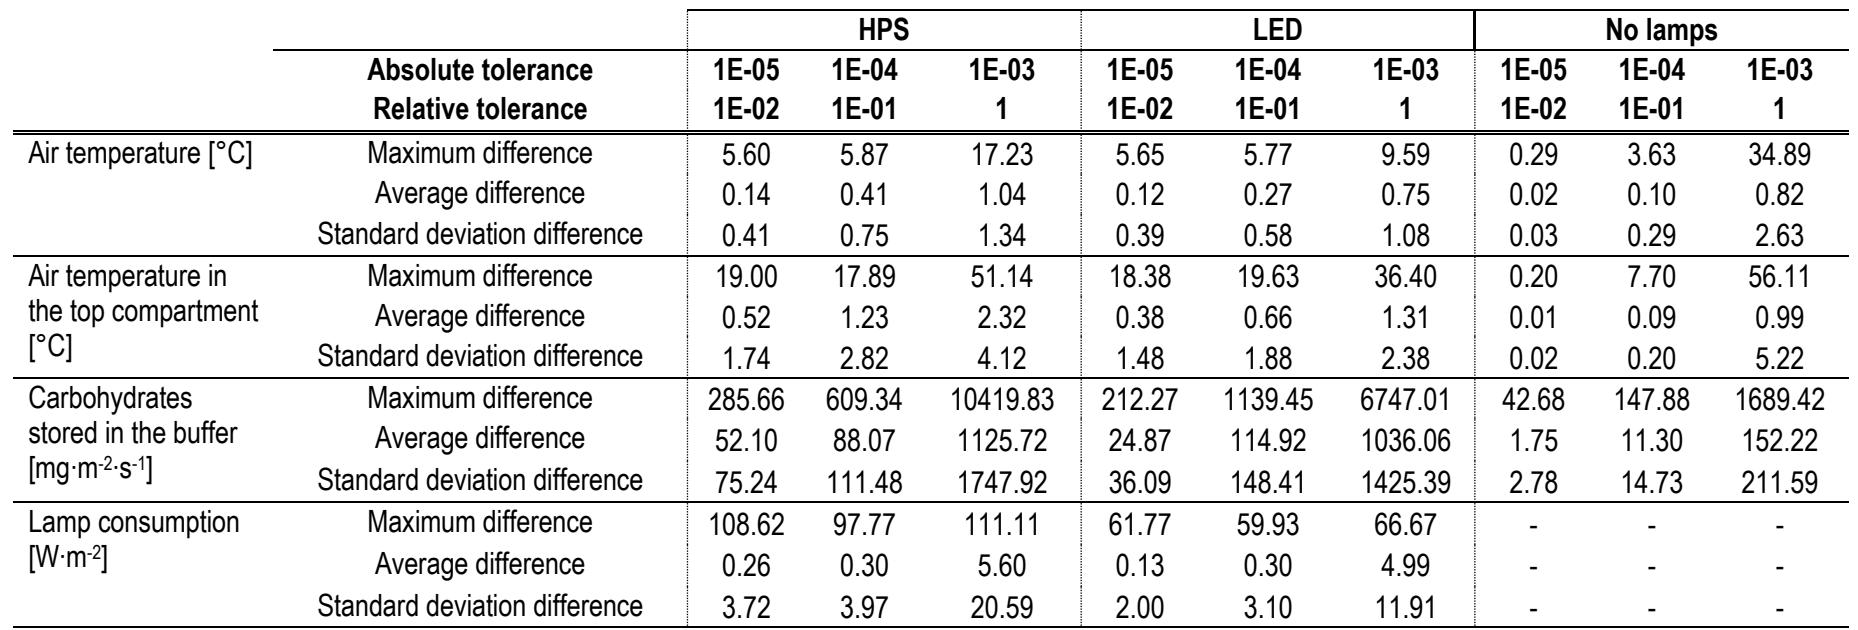 HPS LED No lamps
Absolute tolerance 1E-05 1E-04 1E-03 1E-05 1E-04 1E-03 1E-05 1E-04 1E-03
Relative tolerance 1E-02 1E-01 1 1E-02 1E-01 1 1E-02 1E-01 1
Air temperature [°C] Maximum difference 5.60 5.87 17.23 5.65 5.77 9.59 0.29 3.63 34.89
Average difference 0.14 0.41 1.04 0.12 0.27 0.75 0.02 0.10 0.82
Standard deviation difference 0.41 0.75 1.34 0.39 0.58 1.08 0.03 0.29 2.63
Air temperature in Maximum difference 19.00 17.89 51.14 18.38 19.63 36.40 0.20 7.70 56.11
the top compartment Average difference 0.52 1.23 2.32 0.38 0.66 1.31 0.01 0.09 0.99
[°C] Standard deviation difference 1.74 2.82 4.12 1.48 1.88 2.38 0.02 0.20 5.22
Carbohydrates Maximum difference 285.66 609.34 10419.83 212.27 1139.45 6747.01 42.68 147.88 1689.42
stored in the buffer Average difference 52.10 88.07 1125.72 24.87 114.92 1036.06 1.75 11.30 152.22
[mg·m-2·s-1] Standard deviation difference 75.24 111.48 1747.92 36.09 148.41 1425.39 2.78 14.73 211.59
Lamp consumption Maximum difference 108.62 97.77 111.11 61.77 59.93 66.67 - - -
[W·m-2] Average difference 0.26 0.30 5.60 0.13 0.30 4.99 - - -
Standard deviation difference 3.72 3.97 20.59 2.00 3.10 11.91 - - -